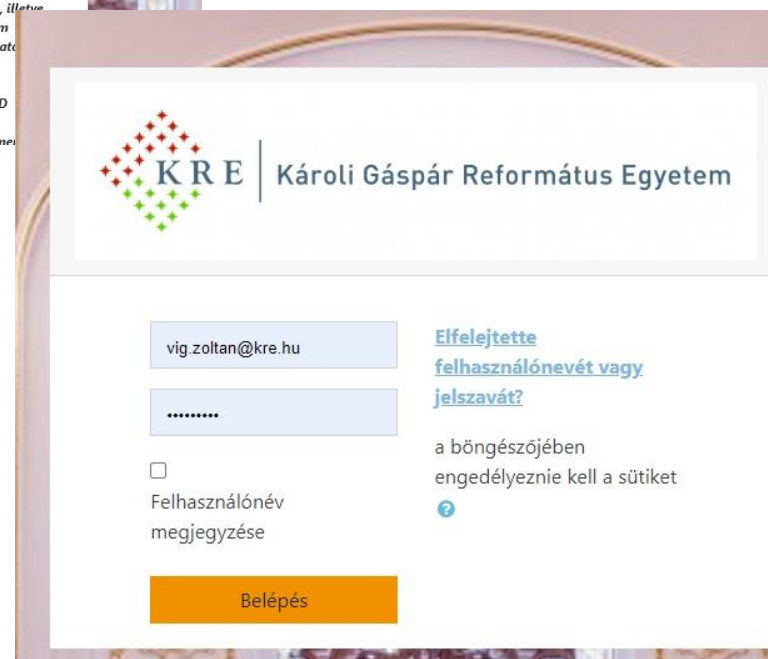 , illetve
m
D
KRE
Károli Gáspár Református Egyetem
vig.zoltan@kre.hu
•••••••••
Elfelejtette
felhasználónevét vagy
jelszavát?
a böngészőjében
engedélyeznie kell a sütiket
?
Felhasználónév
megjegyzése
Belépés